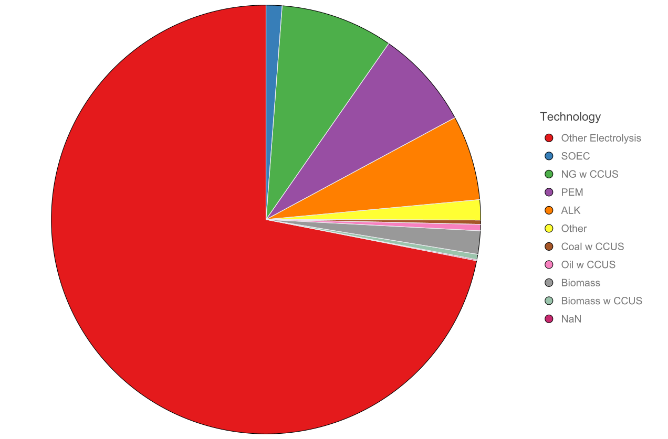 Technology
Other Electrolysis
SOEC
NG w CCUS
PEM
ALK
Other
Coal w CCUS
Oil w CCUS
Biomass
Biomass w CCUS
NaN